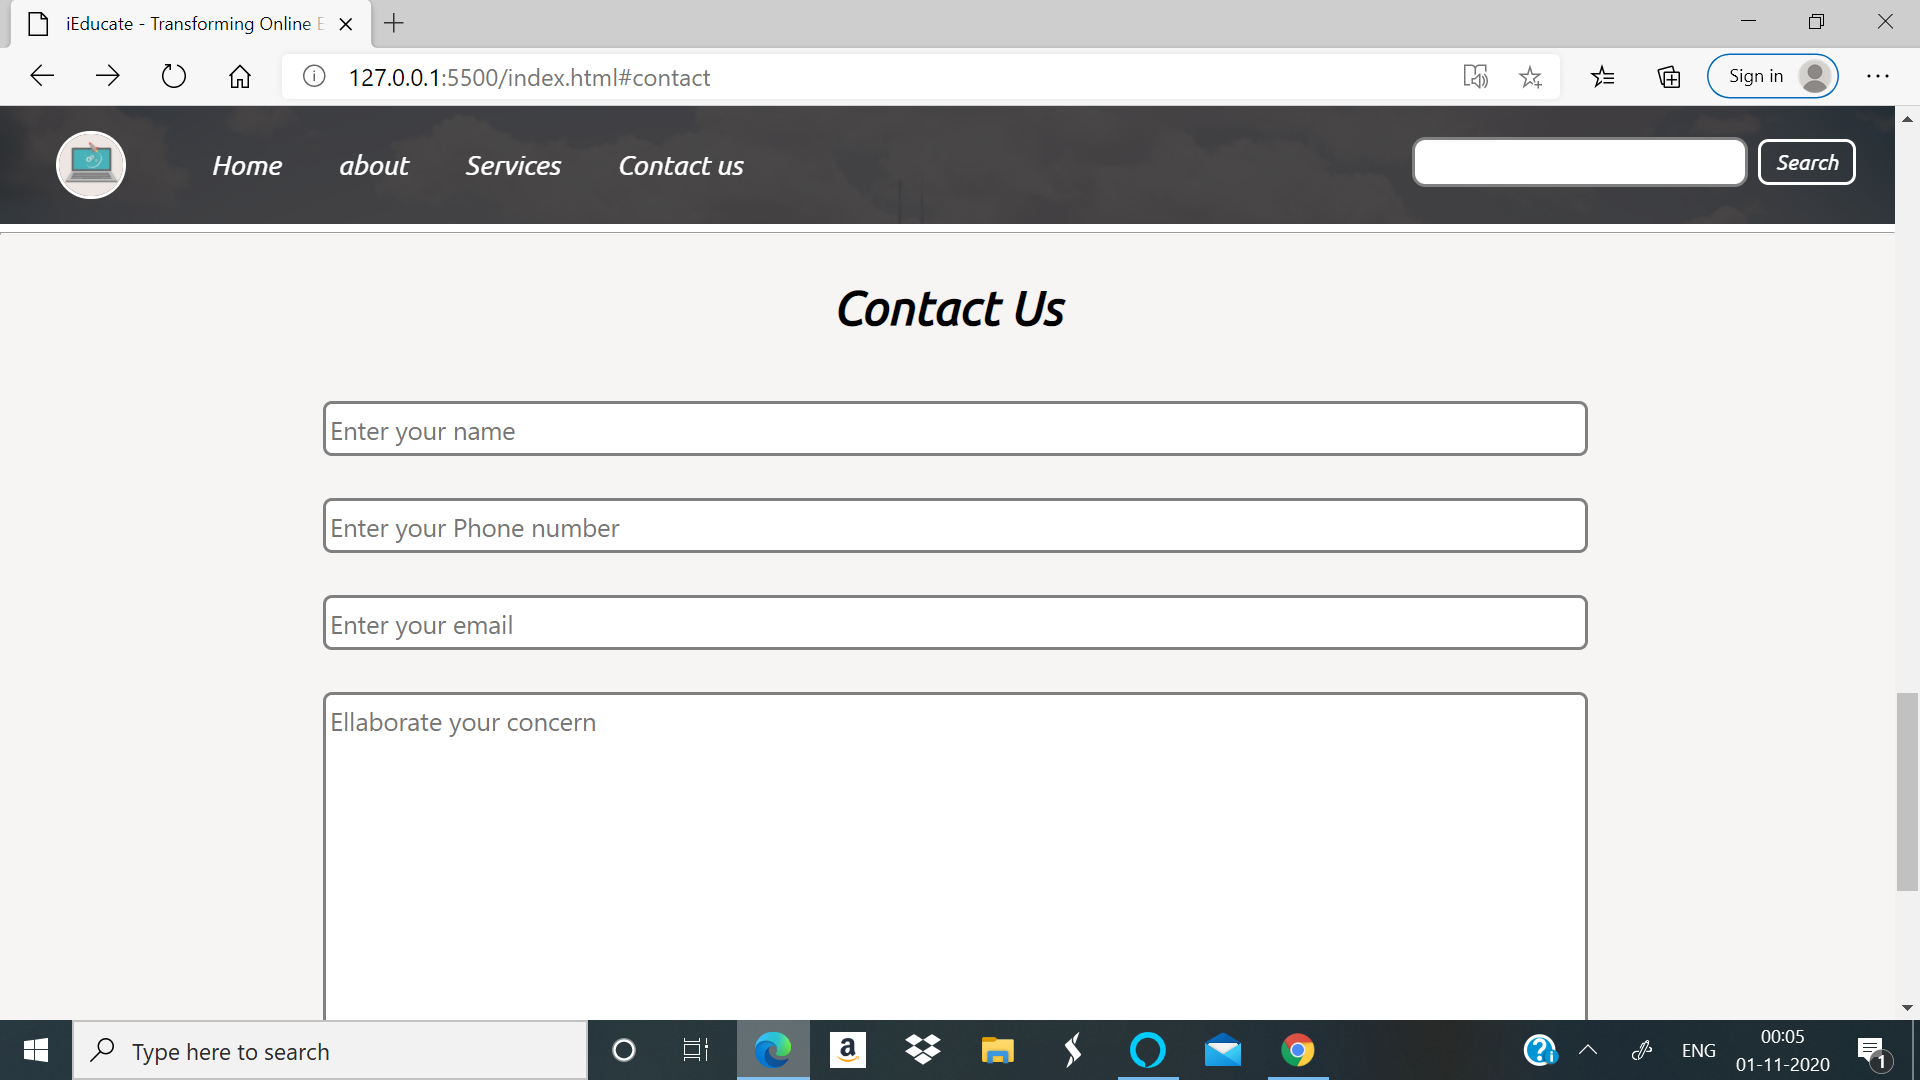 iEducate - Transforming Online E
127.0.0.1:5500/index.html#contact
Sign in
Home about Services Contact us
Search
Contact Us
Enter your name
Enter your Phone number
Enter your email
Ellaborate your concern
Type here to search
a
ENG
00:05
01-11-2020
1